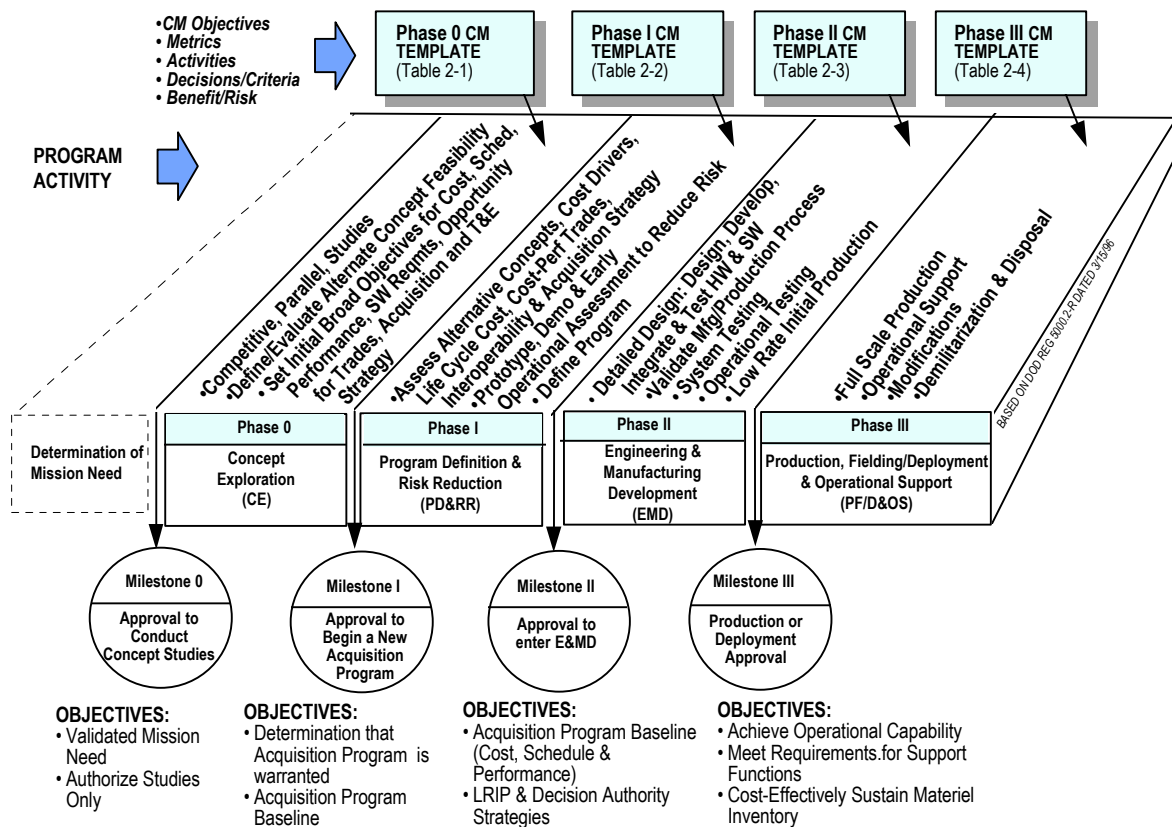 •CM Objectives
•Metrics
•Activities
•Decisions/Criteria
•Benefit/Risk
Phase 0 CM
TEMPLATE
(Table 2-1)
Phase I CM
TEMPLATE
(Table 2-2)
Phase II CM
TEMPLATE
(Table 2-3)
Phase III CM
TEMPLATE
(Table 2-4)
PROGRAM
ACTIVITY
•Competitive, Parallel, Studies
•Define/Evaluate Alternate Concept Feasibility
• Set Initial Broad Objectives for Cost, Sched,
Performance, SW Reqmts, Opportunity
for Trades, Acquisition and T&E
Strategy
•Assess Alternative Concepts, Cost Drivers,
Life Cycle Cost, Cost-Perf Trades,
Interoperability & Acquisition Strategy
•Prototype, Demo & Early
Operational Assessment to Reduce Risk
• Define Program
• Detailed Design: Design, Develop,
Integrate & Test HW & SW
•Validate Mfg/Production Process
• System Testing
• Operational Testing
• Low Rate Initial Production
•Full Scale Production
•Operational Support
•Modifications
•Demilitarization & Disposal
BASED ON DOD REG 5000.2-R DATED 3/15/96
Determination of
Mission Need
Phase 0
Concept
Exploration
(CE)
Phase I
Program Definition &
Risk Reduction
(PD&RR)
Phase II
Engineering &
Manufacturing
Development
(EMD)
Phase III
Production, Fielding/Deployment
& Operational Support
(PF/D&OS)
Milestone 0
Approval to
Conduct
Concept Studies
Milestone I
Approval to
Begin a New
Acquisition
Program
Milestone II
Approval to
enter E&MD
Milestone III
Production or
Deployment
Approval
OBJECTIVES:
• Validated Mission
Need
• Authorize Studies
Only
OBJECTIVES:
• Determination that
Acquisition Program is
warranted
• Acquisition Program
Baseline
OBJECTIVES:
• Acquisition Program Baseline
(Cost, Schedule &
Performance)
• LRIP & Decision Authority
Strategies
OBJECTIVES:
• Achieve Operational Capability
• Meet Requirements.for Support
Functions
• Cost-Effectively Sustain Materiel
Inventory